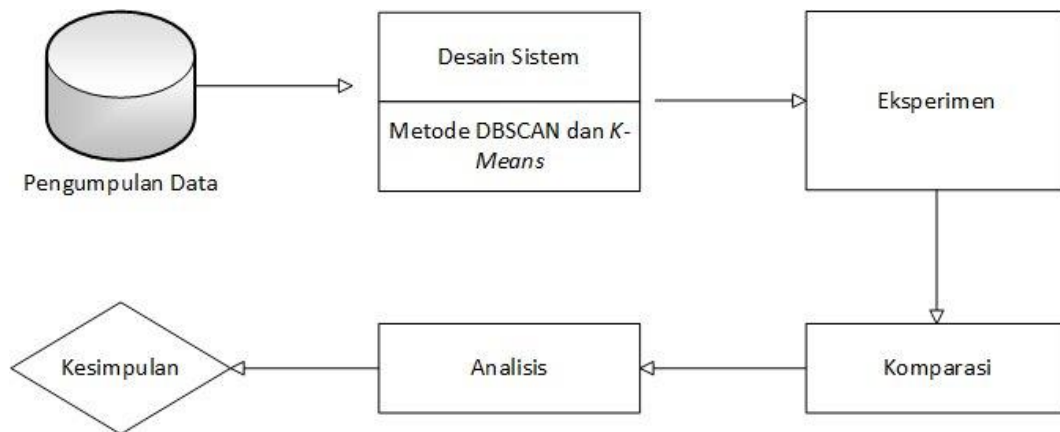 Pengumpulan Data
Desain Sistem
Metode DBSCAN dan K-
Means
Eksperimen
Komparasi
Analisis
Kesimpulan